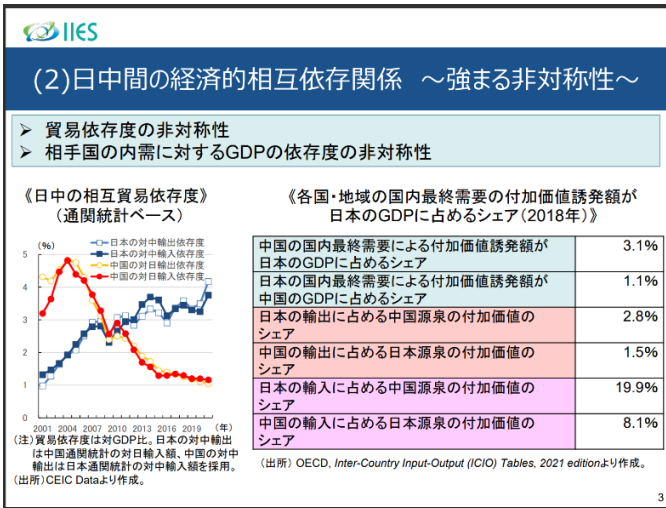 IIES
(2)日中間の経済的相互依存関係 ～強まる非対称性～
➢ 貿易依存度の非対称性
➢ 相手国の内需に対するGDPの依存度の非対称性
《日中の相互貿易依存度》
（通関統計ベース）
(%)
日本の対中輸出依存度
日本の対中輸入依存度
中国の対日輸出依存度
中国の対日輸入依存度
5
4
3
2
1
0
2001 2004 2007 2010 2013 2016 2019 (年)
(注)貿易依存度は対GDP比。日本の対中輸出
は中国通関統計の対日輸入額、中国の対中
輸出は日本通関統計の対中輸入額を採用。
(出所)CEIC Dataより作成。
《各国・地域の国内最終需要の付加価値誘発額が
日本のGDPに占めるシェア（2018年）》
中国の国内最終需要による付加価値誘発額が
日本のGDPに占めるシェア
3.1%
日本の国内最終需要による付加価値誘発額が
中国のGDPに占めるシェア
1.1%
日本の輸出に占める中国源泉の付加価値の
シェア
2.8%
中国の輸出に占める日本源泉の付加価値の
シェア
1.5%
日本の輸入に占める中国源泉の付加価値の
シェア
19.9%
中国の輸入に占める日本源泉の付加価値の
シェア
8.1%
（出所） OECD, Inter-Country Input-Output (ICIO) Tables, 2021 editionより作成。
3